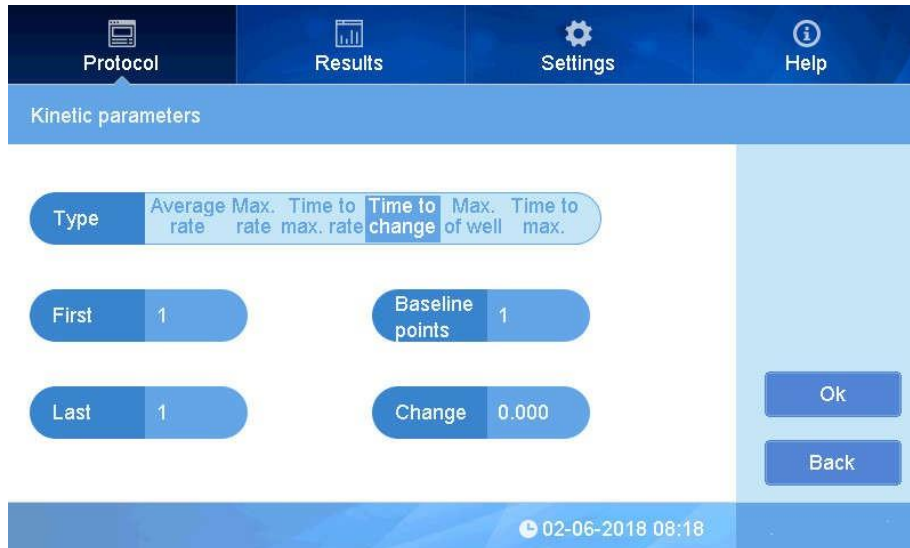 Protocol
Results
Settings
Help
Kinetic parameters
Type
Average Max. Time to Time to Max. Time to
rate rate max. rate change of well max.
First 1
Baseline
points
1
Last 1
Change 0.000
Ok
Back
02-06-2018 08:18